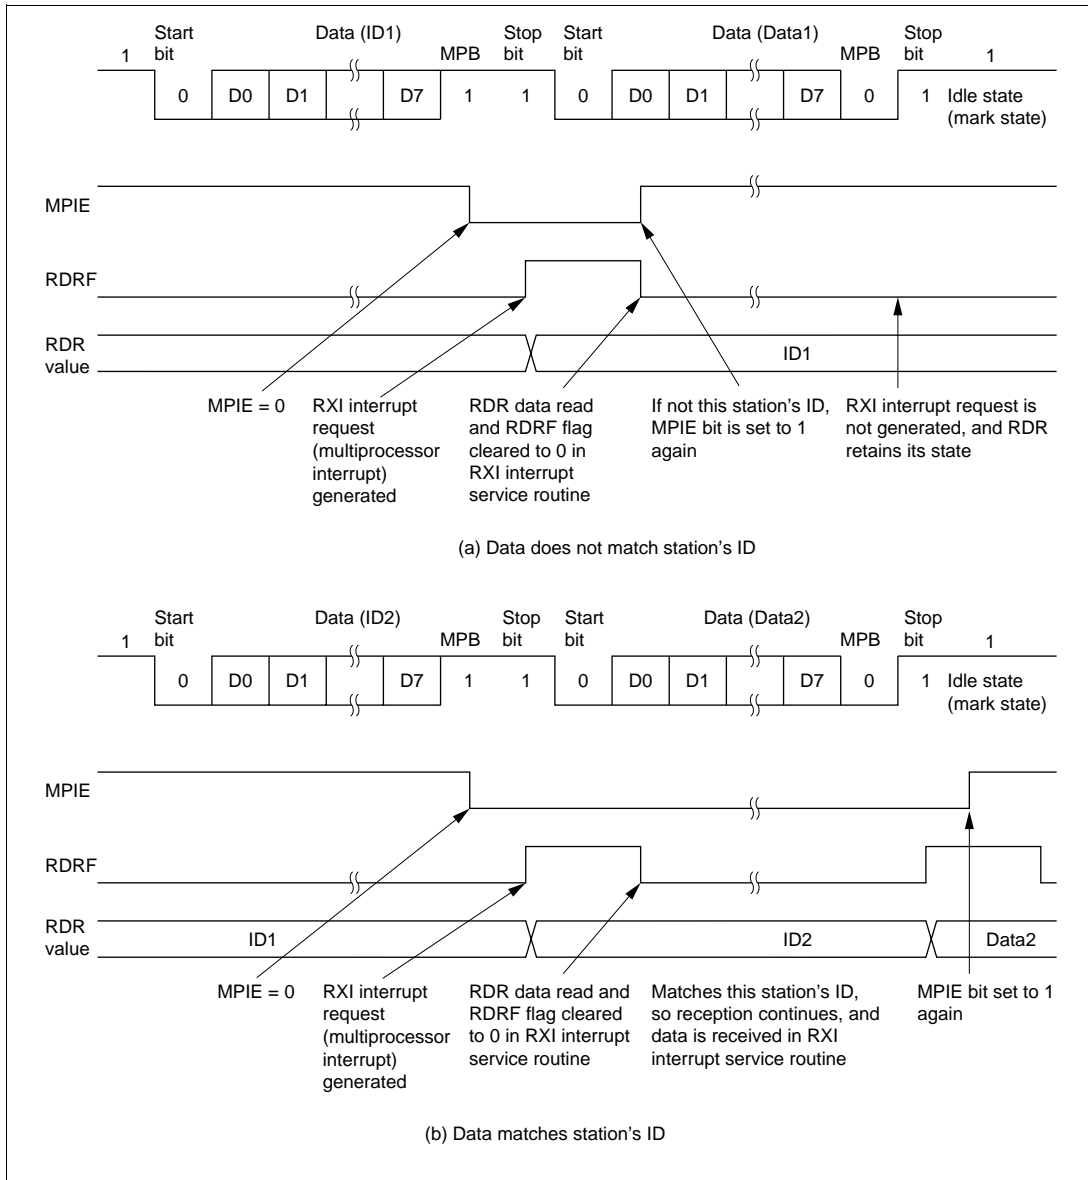 Start Data (ID1) Stop Start Data (Data1) Stop
1 bit MPB bit bit MPB bit 1
0 D0 D1 D7 1 1 0 D0 D1 D7 0 1 Idle state
(mark state)
MPIE
RDRF
RDR
value
ID1
MPIE = 0
RXI interrupt
request
(multiprocessor
interrupt)
generated
RDR data read
and RDRF flag
cleared to 0 in
RXI interrupt
service routine
If not this station's ID,
MPIE bit is set to 1
again
RXI interrupt request is
not generated, and RDR
retains its state
(a) Data does not match station's ID
Start Data (ID2) Stop Start Data (Data2) Stop
1 bit MPB bit bit MPB bit 1
0 D0 D1 D7 1 1 0 D0 D1 D7 0 1 Idle state
(mark state)
MPIE
RDRF
RDR
value
ID1 ID2 Data2
MPIE = 0
RXI interrupt
request
(multiprocessor
interrupt)
generated
RDR data read and
RDRF flag cleared
to 0 in RXI interrupt
service routine
Matches this station's ID,
so reception continues, and
data is received in RXI
interrupt service routine
MPIE bit set to 1
again
(b) Data matches station's ID